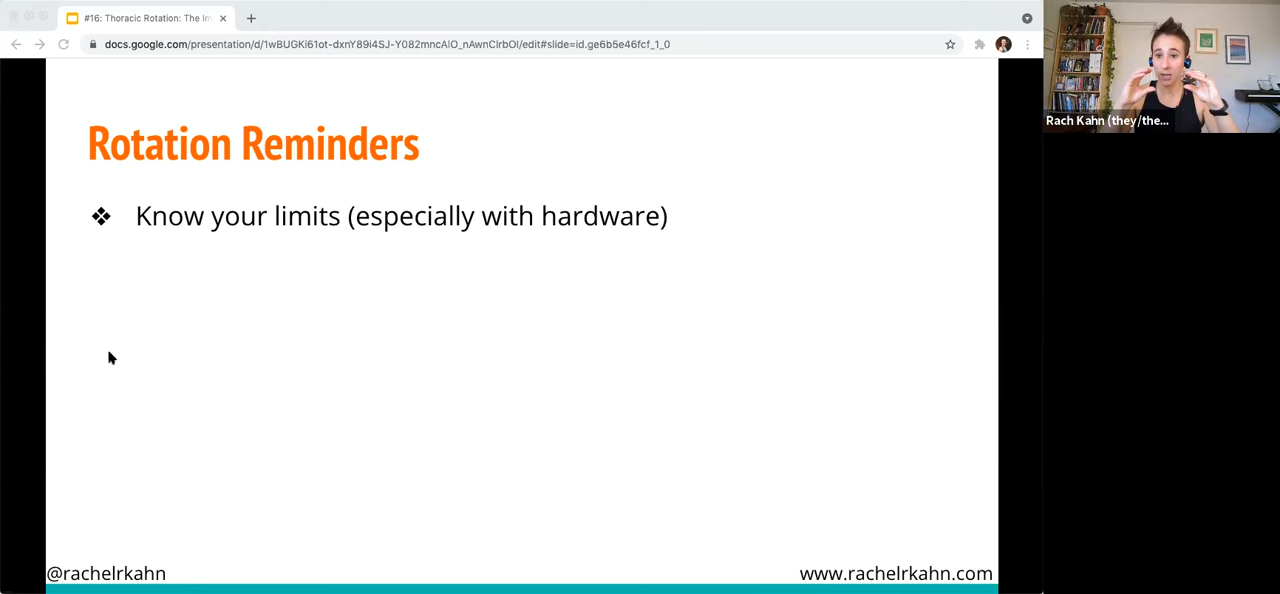 #16: Thoracic Rotation: The Im
docs.google.com/presentation/d/1wBUGKi61ot-dxnY89i4SJ-Y082mncAlO_nAwnClrbOl/edit#slide=id.ge6b5e46fcf_1_0
Rach Kahn (they/the...
Rotation Reminders
❖ Know your limits (especially with hardware)
@rachelrkahn
www.rachelrkahn.com